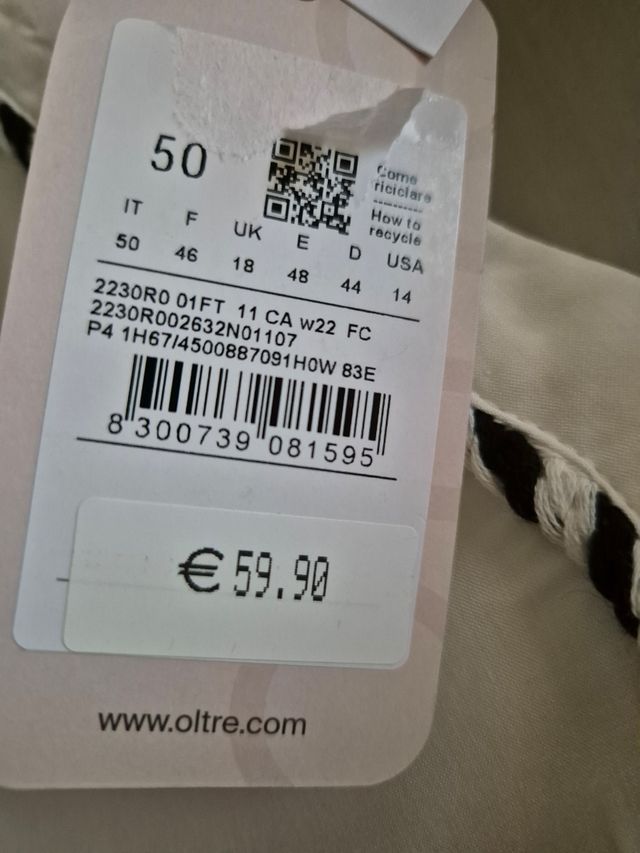 50
Come
riciclare
How to
recycle
IT F UK E D USA
50 46 18 48 44 14
2230R0 01FT 11 CA w22 FC
2230R002632N01107
P4 1H67/4500887091H0W 83E
8 300739 081595
€ 59.90
www.oltre.com